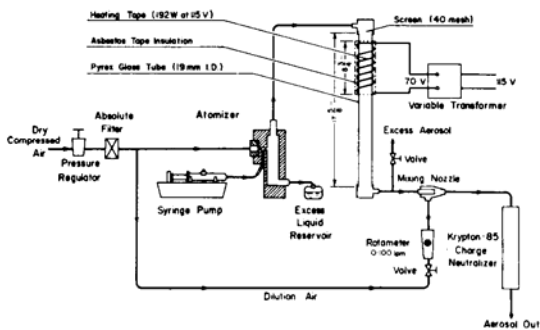 Heating Tape (192W at 115V)
Screen (40 mesh)
Asbestos Tape Insulation
Pyrex Glass Tube (19mm I.D.)
70 V
115 V
Variable Transformer
Absolute
Filter
Atomizer
Dry
Compressed
Air
Pressure
Regulator
Excess Aerosol
Valve
Mixing Nozzle
Syringe Pump
Excess
Liquid
Reservoir
Rotameter
0-100 lpm
Krypton-85
Charge
Neutralizer
Valve
Dilution Air
Aerosol Out